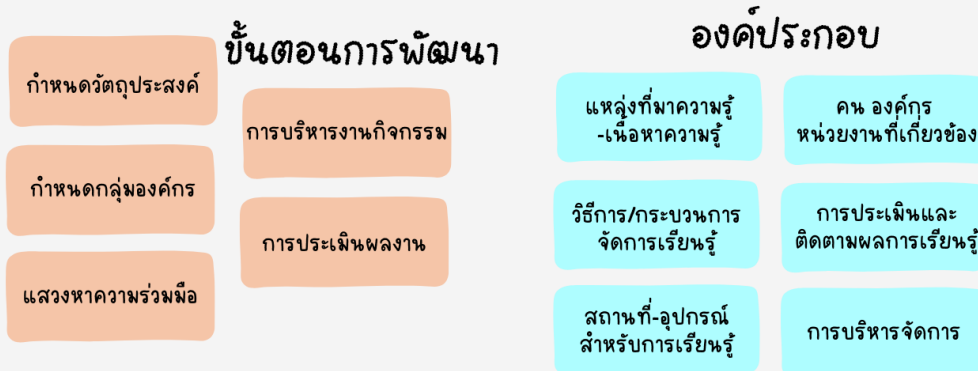 ขั้นตอนการพัฒนา
กำหนดวัตถุประสงค์
กำหนดกลุ่มองค์กร
แสวงหาความร่วมมือ
การบริหารงานกิจกรรม
การประเมินผลงาน
องค์ประกอบ
แหล่งที่มาความรู้
-เนื้อหาความรู้
คน องค์กร
หน่วยงานที่เกี่ยวข้อง
วิธีการ/กระบวนการ
จัดการเรียนรู้
การประเมินและ
ติดตามผลการเรียนรู้
สถานที่-อุปกรณ์
สำหรับการเรียนรู้
การบริหารจัดการ